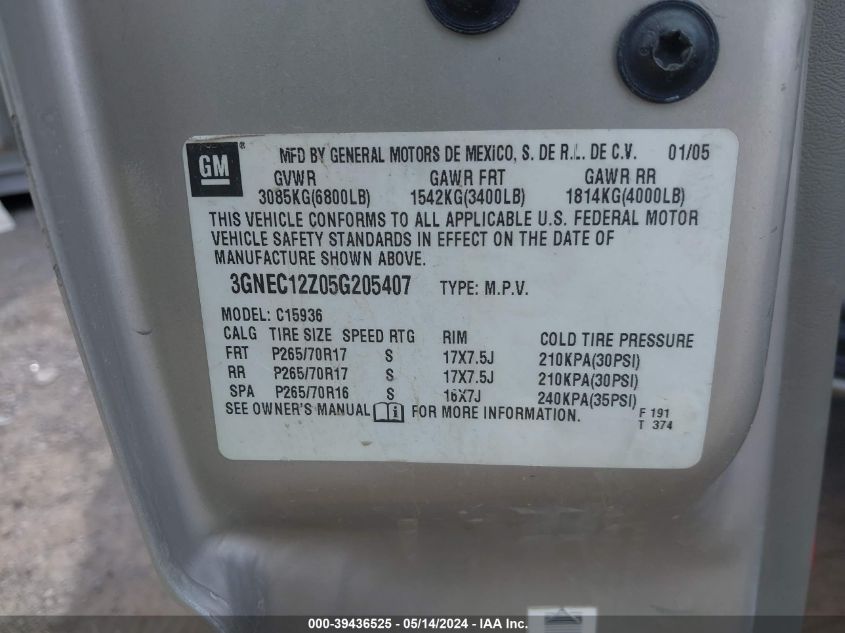 GM
MFD BY GENERAL MOTORS DE MEXICO, S. DE R.L. DE C.V. 01/05
GVWR GAWR FRT GAWR RR
3085KG(6800LB) 1542KG(3400LB) 1814KG(4000LB)
THIS VEHICLE CONFORMS TO ALL APPLICABLE U.S. FEDERAL MOTOR
VEHICLE SAFETY STANDARDS IN EFFECT ON THE DATE OF
MANUFACTURE SHOWN ABOVE.
3GNEC12Z05G205407 TYPE: M.P.V.
MODEL: C15936
CALG TIRE SIZE SPEED RTG RIM COLD TIRE PRESSURE
FRT P265/70R17 S 17X7.5J 210KPA(30PSI)
RR P265/70R17 S 17X7.5J 210KPA(30PSI)
SPA P265/70R16 S 16X7J 240KPA(35PSI)
SEE OWNER'S MANUAL FOR MORE INFORMATION.
F 191
T 374
000-39436525 - 05/14/2024 - IAA Inc.